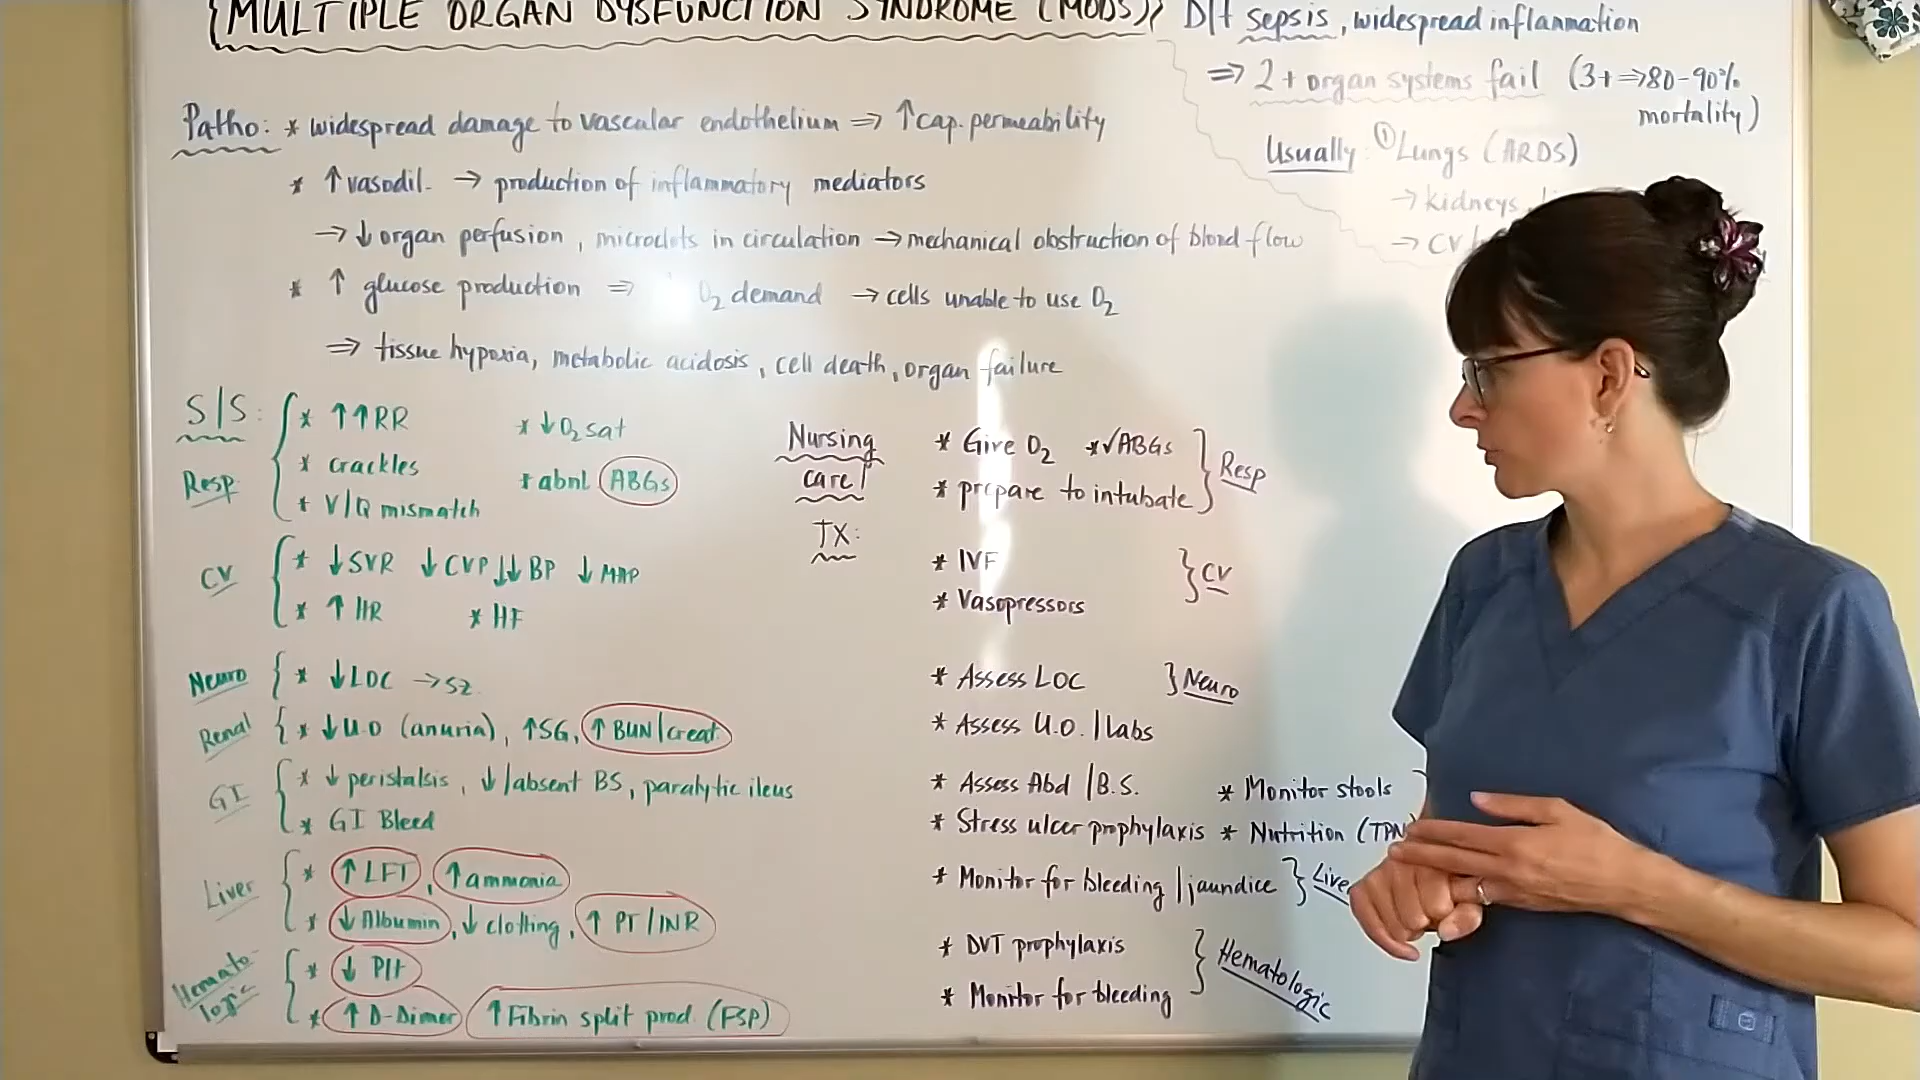 {MULTIPLE ORGAN DYSFUNCTION SYNDROME (MODS)}
D/t sepsis, widespread inflammation
⇒ 2+ organ systems fail (3+ ⇒ 80-90% mortality)
Usually: ① Lungs (ARDS)
→ kidneys,
→ CV
Patho: * widespread damage to vascular endothelium ⇒ ↑cap. permeability
* ↑ vasodil. → production of inflammatory mediators
→ ↓ organ perfusion, microclots in circulation → mechanical obstruction of blood flow
* ↑ glucose production ⇒ O2 demand → cells unable to use O2
⇒ tissue hypoxia, metabolic acidosis, cell death, organ failure
S/S:
Resp
* ↑↑RR * ↓O2 sat
* crackles * abnl ABGs
* V/Q mismatch
CV
* ↓SVR ↓CVP ↓↓BP ↓MAP
* ↑HR * HF
Neuro { * ↓LOC → sz
Renal { * ↓U.O (anuria), ↑SG, ↑BUN/creat.
GI
* ↓ peristalsis, ↓/absent BS, paralytic ileus
* GI Bleed
Liver
* ↑LFT, ↑ammonia
* ↓Albumin, ↓clotting, ↑ PT/INR
Hemato-
logic
* ↓ Plt
* ↑ D-Dimer ↑Fibrin split prod. (FSP)
Nursing
care/
TX:
* Give O2 * √ABGs
* prepare to intubate } Resp
* IVF
* Vasopressors } CV
* Assess LOC } Neuro
* Assess U.O. / Labs
* Assess Abd / B.S. * Monitor stools
* Stress ulcer prophylaxis * Nutrition (TPN)
* Monitor for bleeding / jaundice } Live
* DVT prophylaxis
* Monitor for bleeding } Hematologic